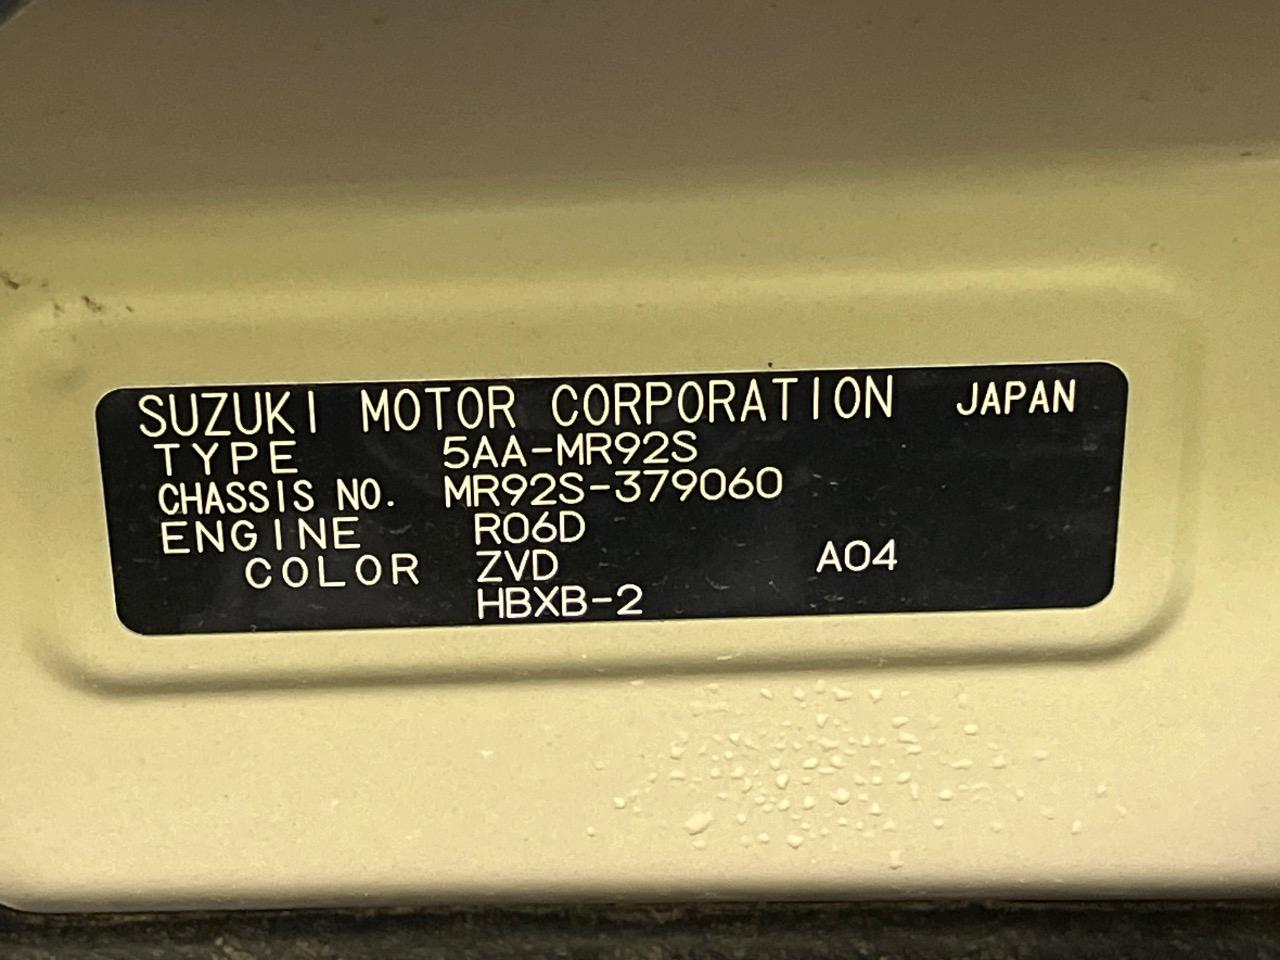 SUZUKI MOTOR CORPORATION JAPAN
TYPE 5AA-MR92S
CHASSIS NO. MR92S-379060
ENGINE R06D
COLOR ZVD A04
HBXB-2